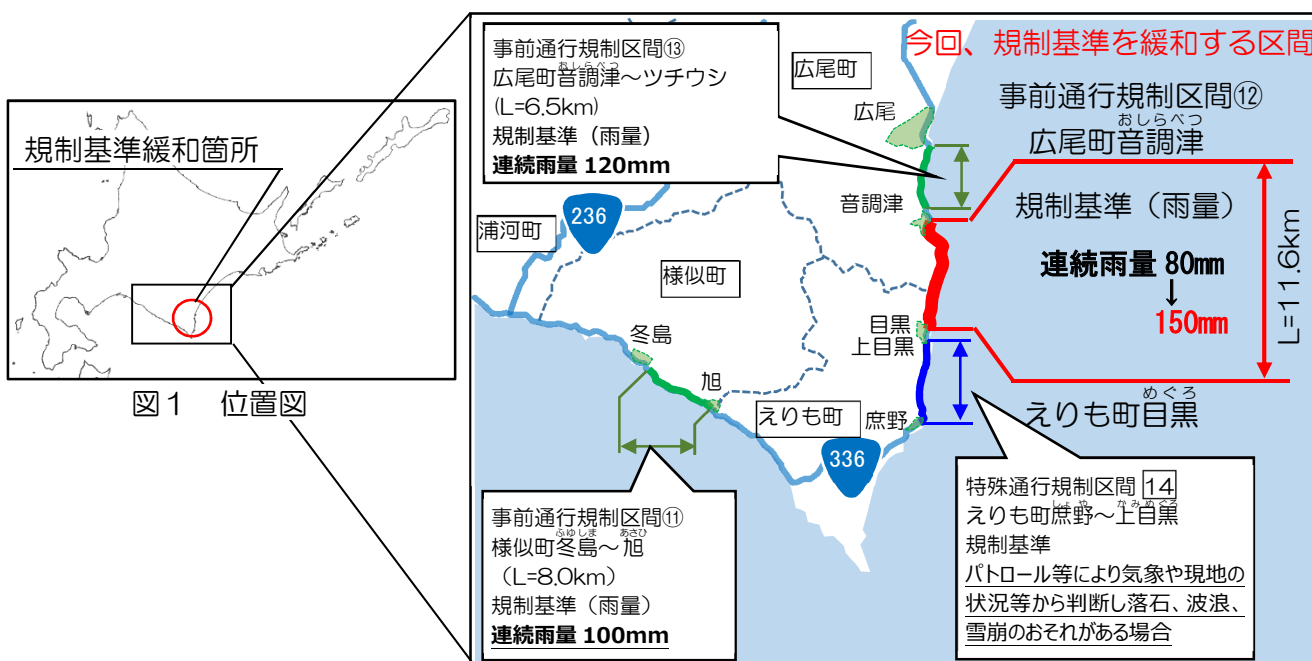 規制基準緩和箇所
図1 位置図
事前通行規制区間⑬
おしらべつ
広尾町音調津～ツチウシ
(L=6.5km)
規制基準（雨量）
連続雨量 120mm
広尾町
広尾
音調津
236
浦河町
様似町
冬島
旭
目黒
上目黒
えりも町
庶野
336
今回、規制基準を緩和する区間
事前通行規制区間⑫
おしらべつ
広尾町音調津
規制基準（雨量）
連続雨量 80mm
↓
150mm
L=11.6km
めぐろ
えりも町目黒
事前通行規制区間⑪
ふゆしま あさひ
様似町冬島～旭
（L=8.0km）
規制基準（雨量）
連続雨量 100mm
特殊通行規制区間 14
しょや かみめぐろ
えりも町庶野～上目黒
規制基準
パトロール等により気象や現地の
状況等から判断し落石、波浪、
雪崩のおそれがある場合